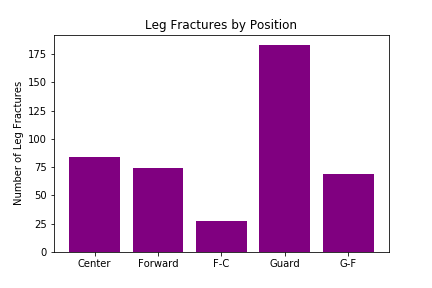 Leg Fractures by Position
Number of Leg Fractures
175
150
125
100
75
50
25
0
Center Forward F-C Guard G-F